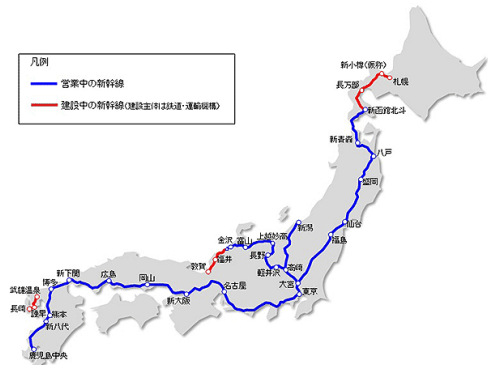 凡例
営業中の新幹線
建設中の新幹線(建設主体は鉄道・運輸機構)
新小樽(仮称)
札幌
長万部
新函館北斗
新青森
八戸
盛岡
仙台
福島
新潟
上越妙高
金沢
富山
長野
福井
敦賀
軽井沢
高崎
大宮
東京
名古屋
新大阪
岡山
広島
新下関
博多
武雄温泉
長崎
諫早
熊本
新八代
鹿児島中央